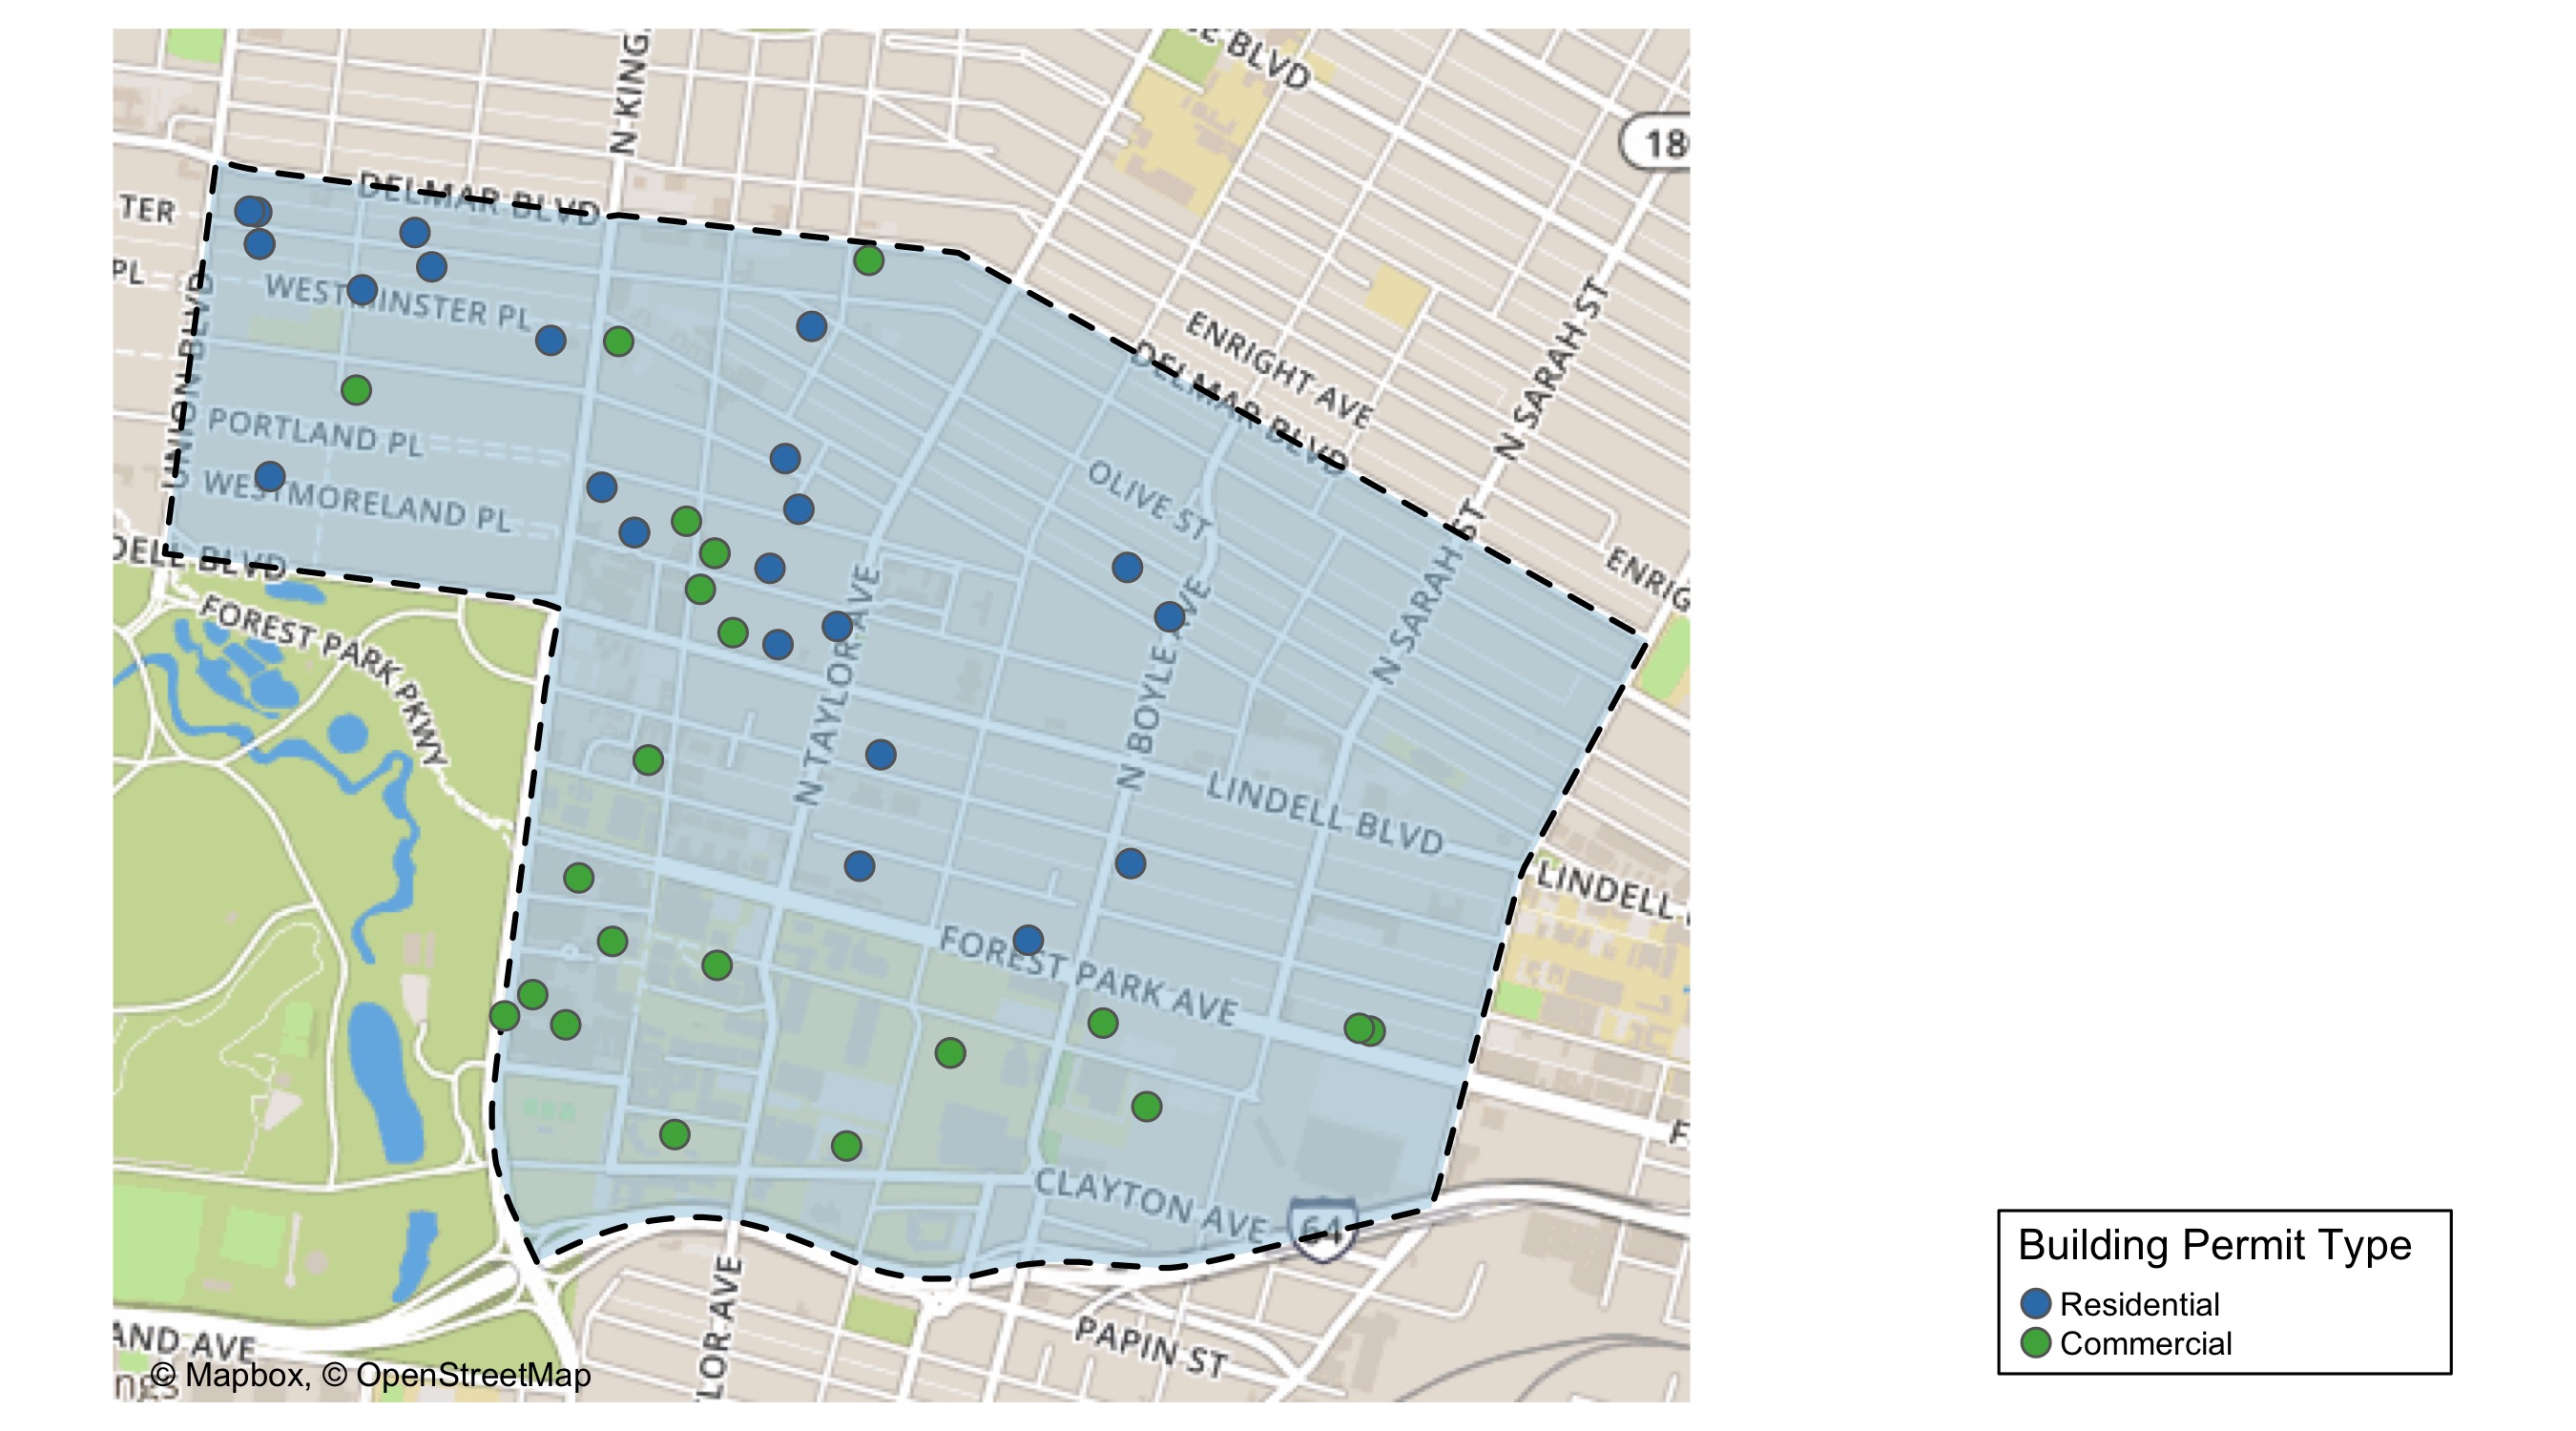 E BLVD
N KING
18
DELMAR BLVD
TER
PL
WESTMINSTER PL
ENRIGHT AVE
DELMAR BLVD
N SARAH ST
UNION BLVD
PORTLAND PL
WESTMORELAND PL
OLIVE ST
DELL BLVD
FOREST PARK PKWY
N TAYLOR AVE
N BOYLE AVE
N SARAH ST
ENRIG
LINDELL BLVD
LINDELL
FOREST PARK AVE
F
CLAYTON AVE
64
LOR AVE
PAPIN ST
AND AVE
© Mapbox, © OpenStreetMap
Building Permit Type
Residential
Commercial